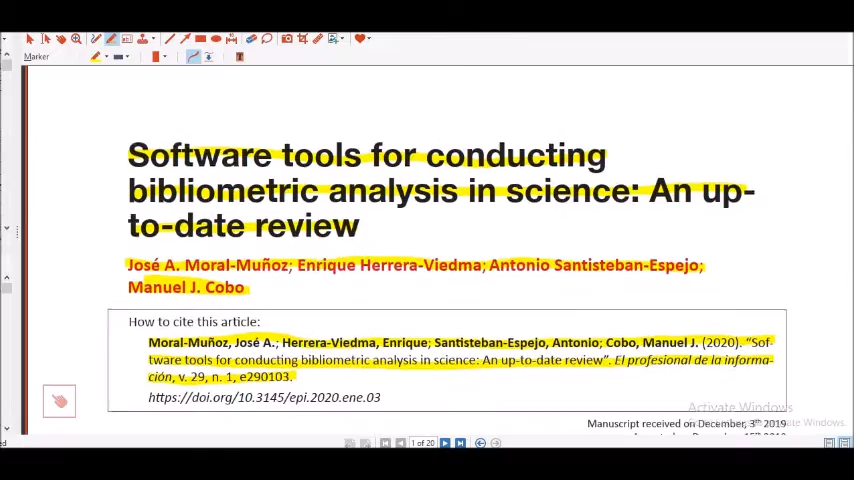 Marker
Software tools for conducting
bibliometric analysis in science: An up-
to-date review
José A. Moral-Muñoz; Enrique Herrera-Viedma; Antonio Santisteban-Espejo;
Manuel J. Cobo
How to cite this article:
Moral-Muñoz, José A.; Herrera-Viedma, Enrique; Santisteban-Espejo, Antonio; Cobo, Manuel J. (2020). “Sof-
tware tools for conducting bibliometric analysis in science: An up-to-date review”. El profesional de la informa-
ción, v. 29, n. 1, e290103.
https://doi.org/10.3145/epi.2020.ene.03
Activate Windows
Manuscript received on December, 3th 2019
1 of 20